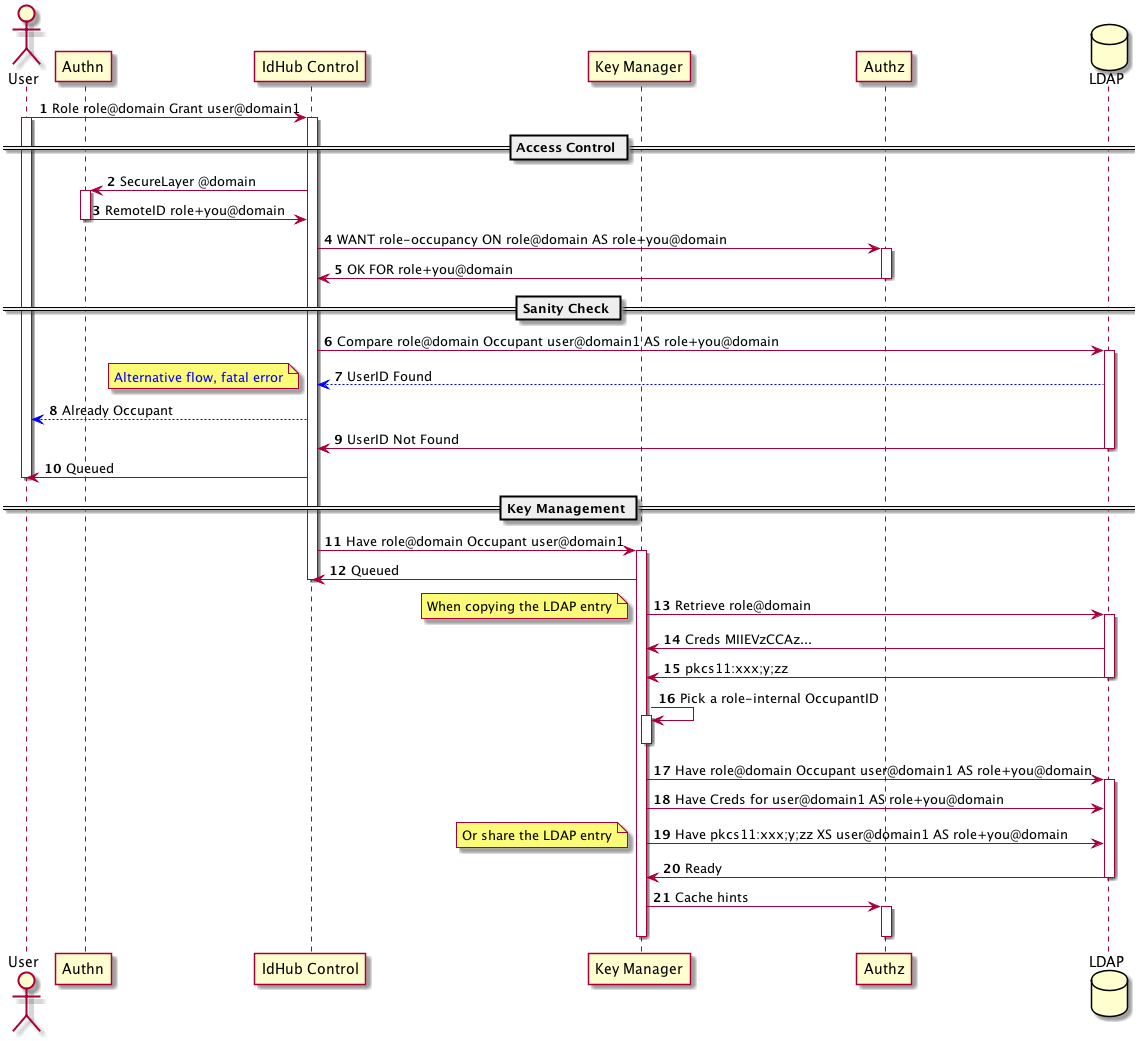 User
Authn
IdHub Control
Key Manager
Authz
LDAP
1 Role role@domain Grant user@domain1
Access Control
2 SecureLayer @domain
3 RemoteID role+you@domain
4 WANT role-occupancy ON role@domain AS role+you@domain
5 OK FOR role+you@domain
Sanity Check
6 Compare role@domain Occupant user@domain1 AS role+you@domain
Alternative flow, fatal error
7 UserID Found
8 Already Occupant
9 UserID Not Found
10 Queued
Key Management
11 Have role@domain Occupant user@domain1
12 Queued
When copying the LDAP entry
13 Retrieve role@domain
14 Creds MIIEVzCCAz...
15 pkcs11:xxx;y;zz
16 Pick a role-internal OccupantID
17 Have role@domain Occupant user@domain1 AS role+you@domain
18 Have Creds for user@domain1 AS role+you@domain
Or share the LDAP entry
19 Have pkcs11:xxx;y;zz XS user@domain1 AS role+you@domain
20 Ready
21 Cache hints
User
Authn
IdHub Control
Key Manager
Authz
LDAP